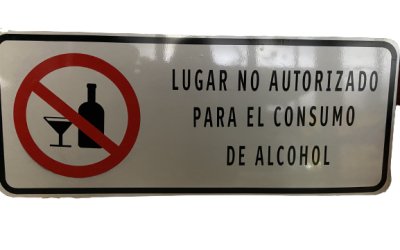 LUGAR NO AUTORIZADO
PARA EL CONSUMO
DE ALCOHOL